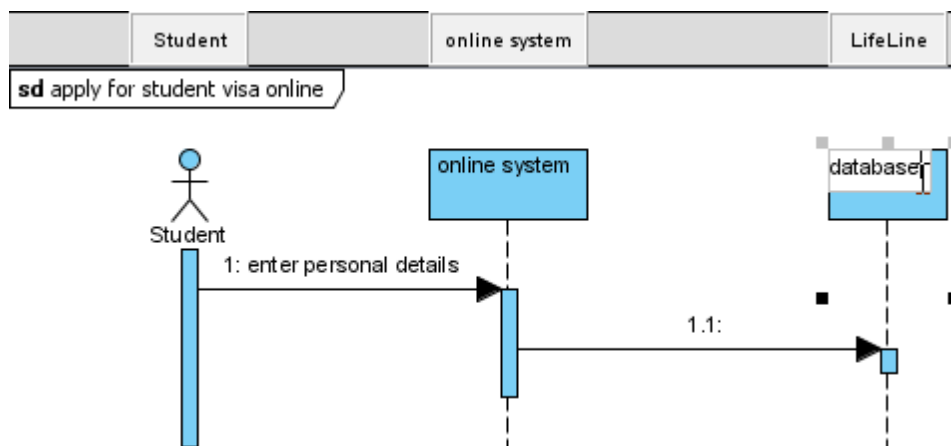 Student
online system
LifeLine
sd apply for student visa online
online system
database
Student
1: enter personal details
1.1: